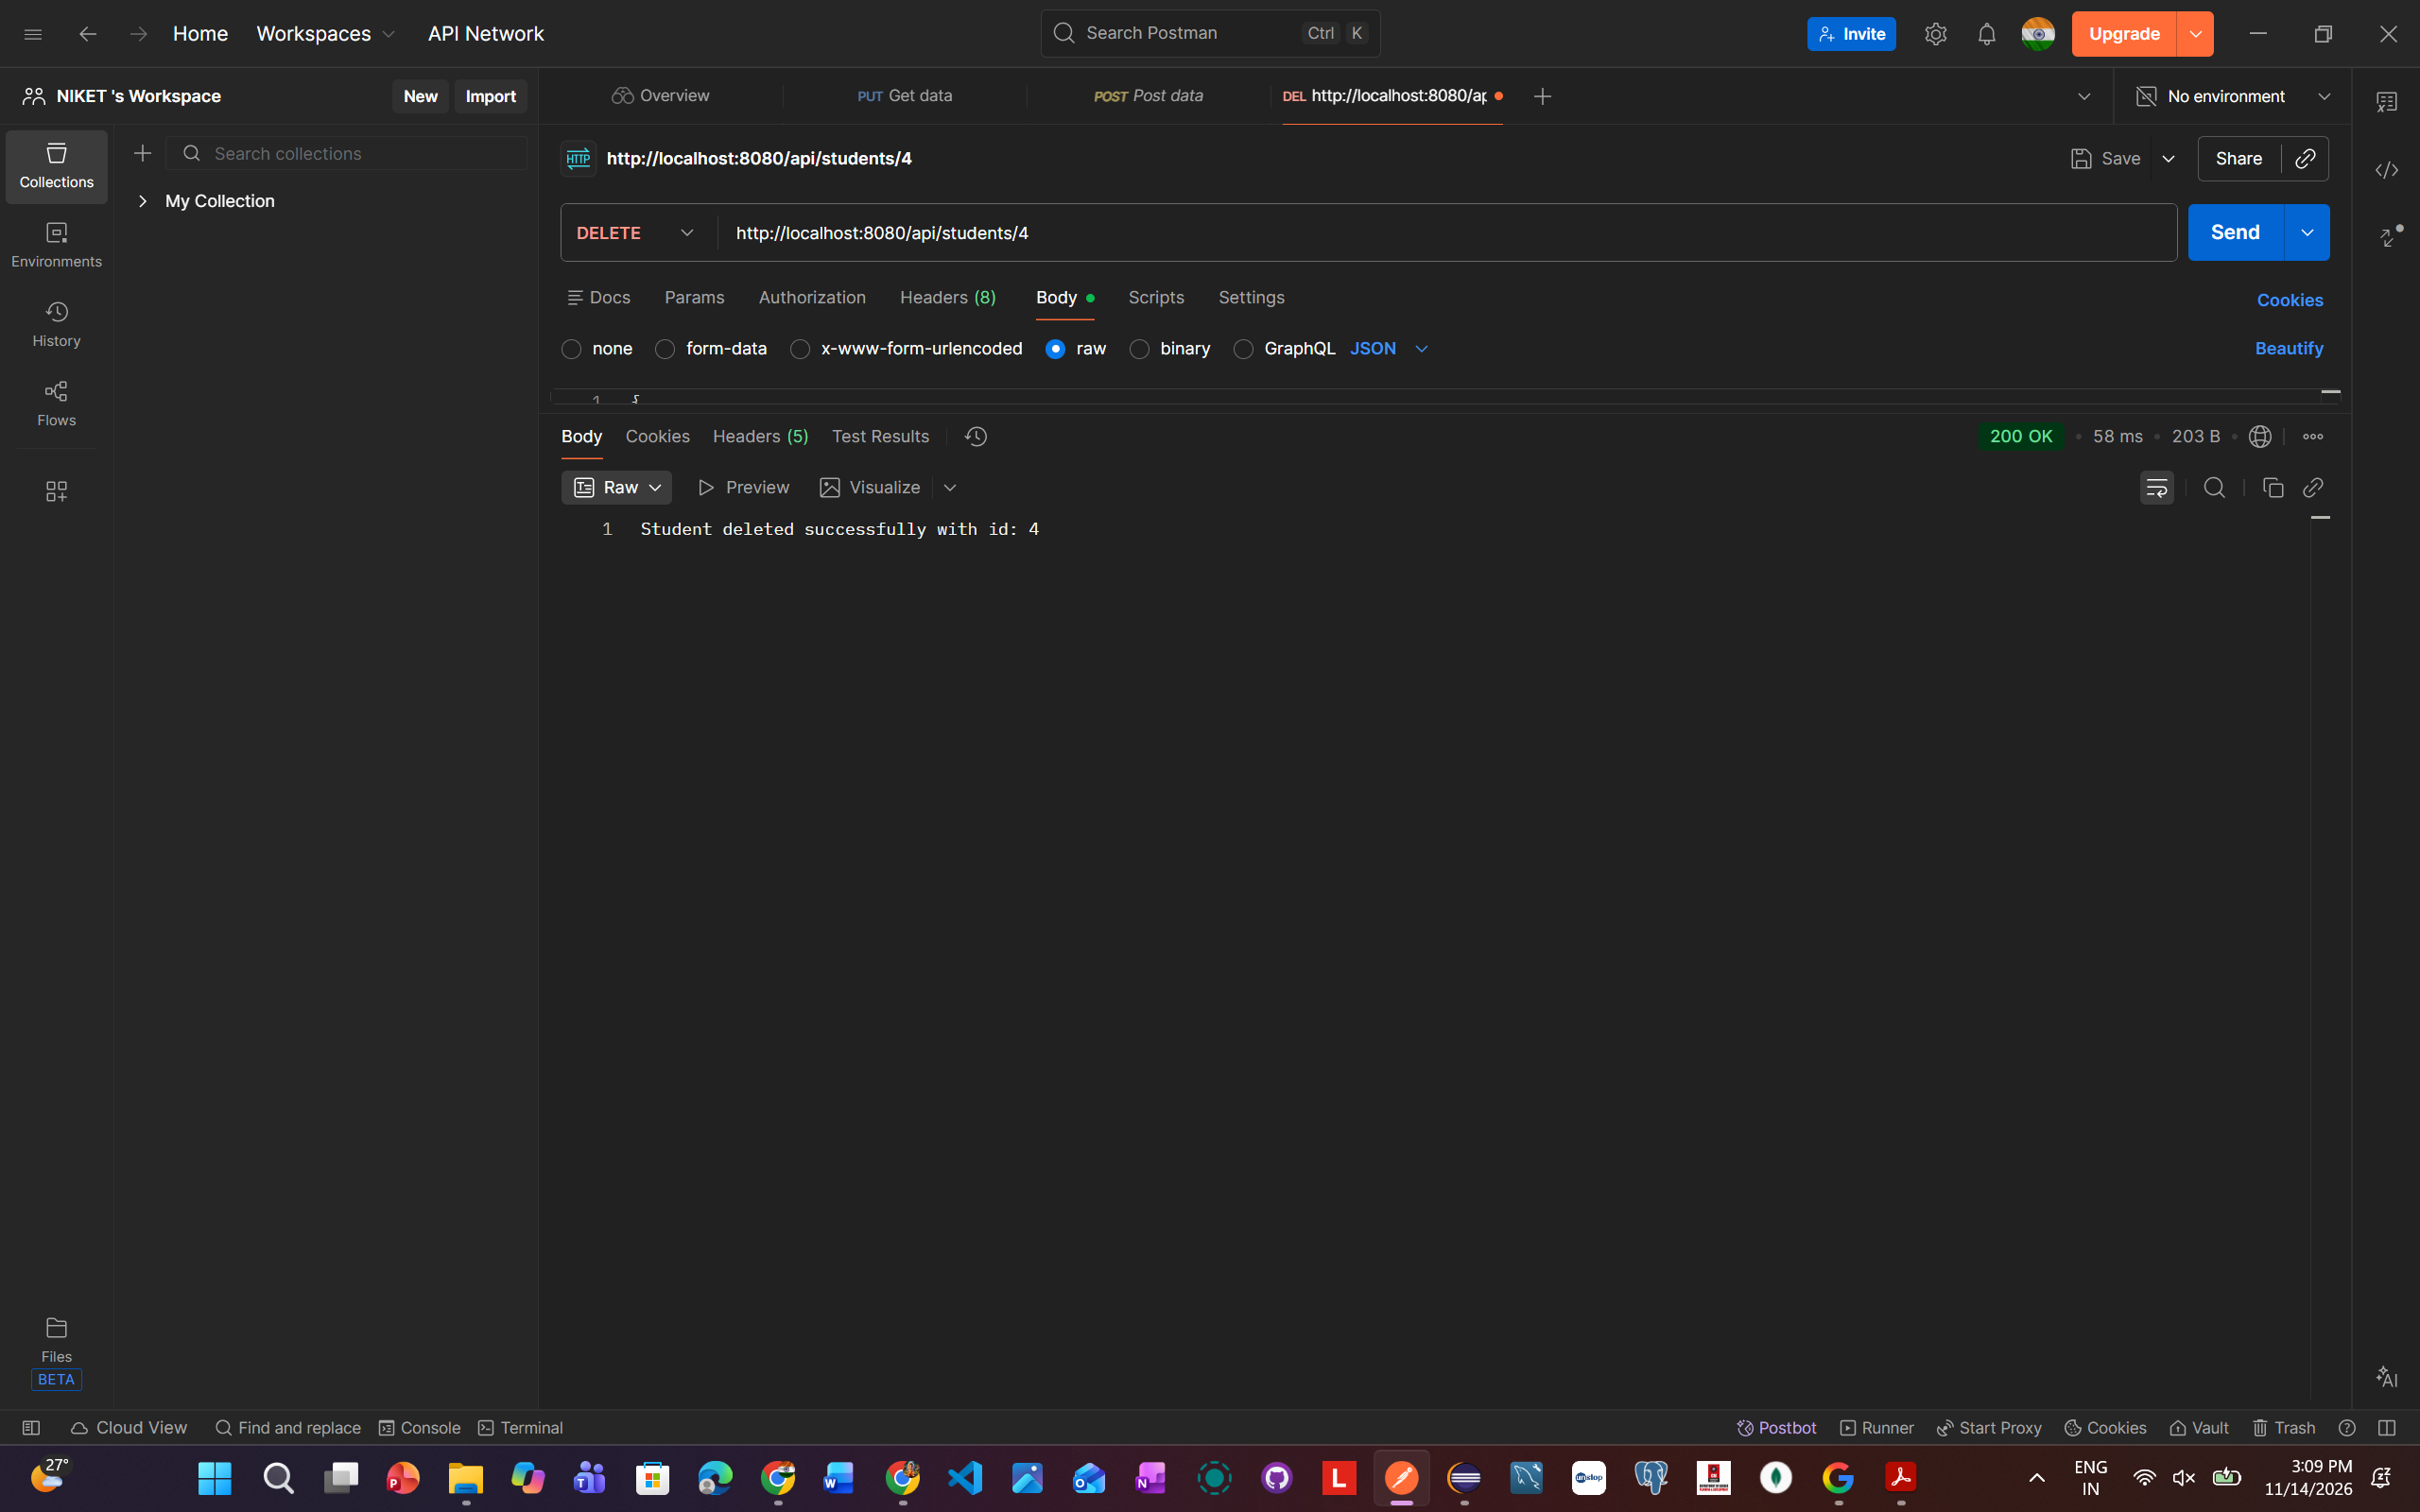 Home Workspaces API Network Search Postman Ctrl K Invite Upgrade
NIKET 's Workspace New Import Overview PUT Get data POST Post data DEL http://localhost:8080/ap No environment
Collections
Search collections
My Collection
Environments
History
Flows
Files
BETA
HTTP http://localhost:8080/api/students/4 Save Share
DELETE http://localhost:8080/api/students/4 Send
Docs Params Authorization Headers (8) Body Scripts Settings Cookies
none form-data x-www-form-urlencoded raw binary GraphQL JSON Beautify
1 {
Body Cookies Headers (5) Test Results 200 OK • 58 ms • 203 B
Raw Preview Visualize
1 Student deleted successfully with id: 4
AI
Cloud View Find and replace Console Terminal Postbot Runner Start Proxy Cookies Vault Trash
27° ENG 3:09 PM
IN 11/14/2026